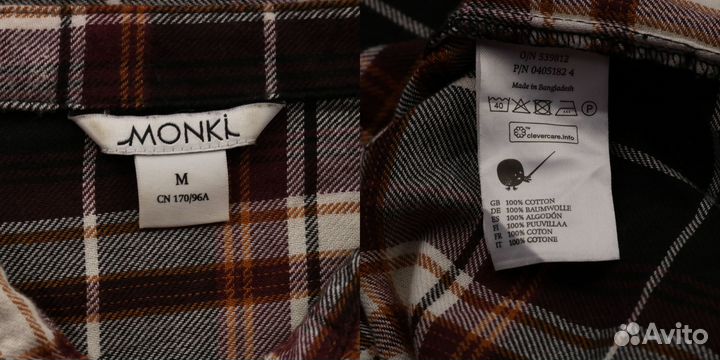 MONKI
M
CN 170/96A
O/N 539812
P/N 0405182 4
Made in Bangladesh
40 P
clevercare.info
GB 100% COTTON
DE 100% BAUMWOLLE
ES 100% ALGODÓN
FI 100% PUUVILLAA
FR 100% COTON
IT 100% COTONE
Avito